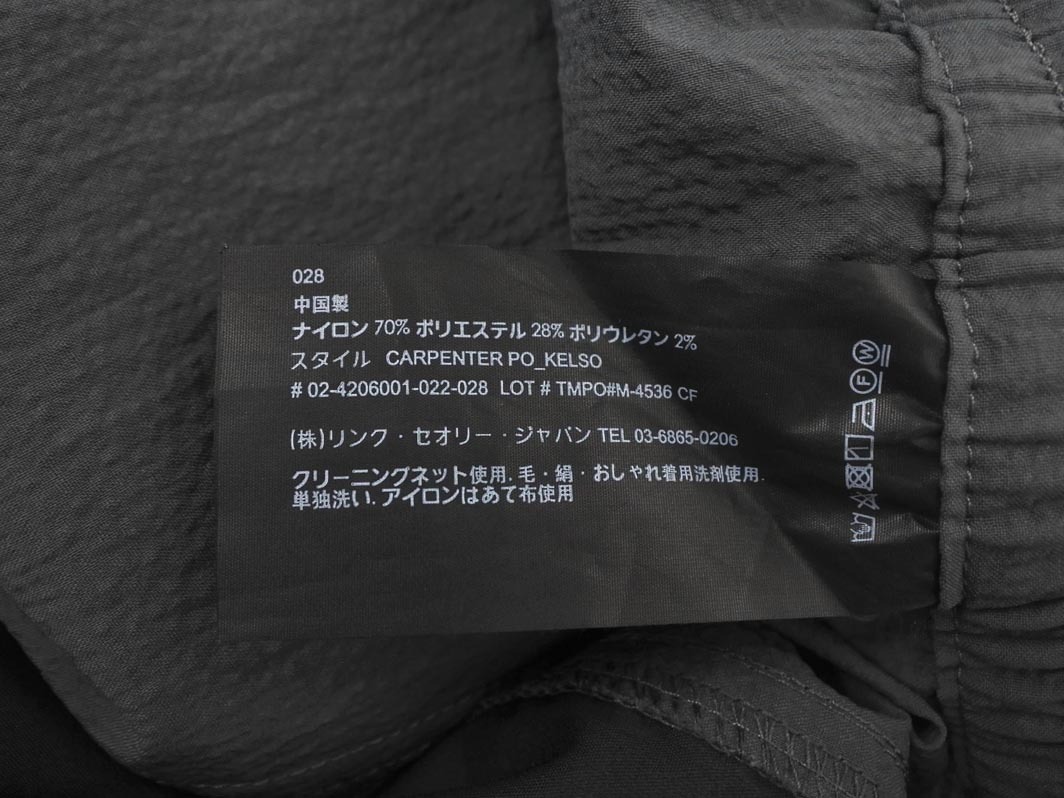 028
中国製
ナイロン 70% ポリエステル 28% ポリウレタン 2%
スタイル CARPENTER PO_KELSO
# 02-4206001-022-028 LOT # TMPO#M-4536 CF
(株)リンク・セオリー・ジャパン TEL 03-6865-0206
クリーニングネット使用. 毛・絹・おしゃれ着用洗剤使用.
単独洗い. アイロンはあて布使用
W
F